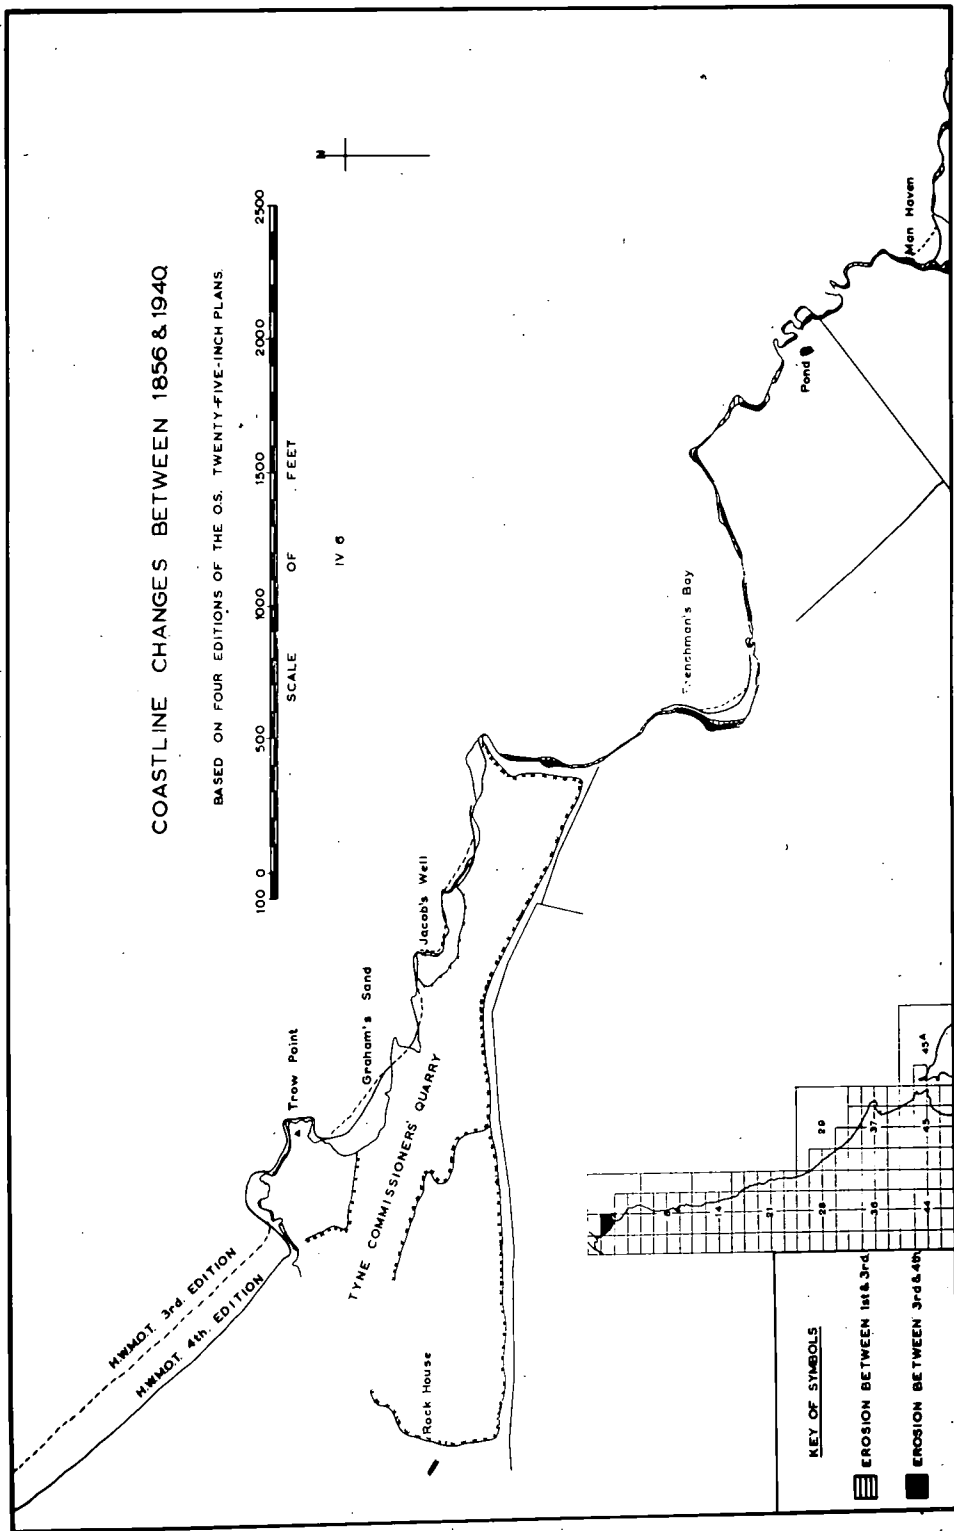 COASTLINE CHANGES BETWEEN 1856 & 1940.
BASED ON FOUR EDITIONS OF THE O.S. TWENTY-FIVE-INCH PLANS.
100 0 500 1000 1500 2000 2500
SCALE OF FEET
N
IV 6
H.W.M.O.T. 3rd. EDITION
H.W.M.O.T. 4th. EDITION
Trow Point
Graham's Sand
Jacob's Well
TYNE COMMISSIONERS' QUARRY
Rock House
Frenchman's Bay
Pond
Man Haven
KEY OF SYMBOLS
EROSION BETWEEN 1st & 3rd.
EROSION BETWEEN 3rd & 4th
14
21
28
29
36
37
44
45
45A